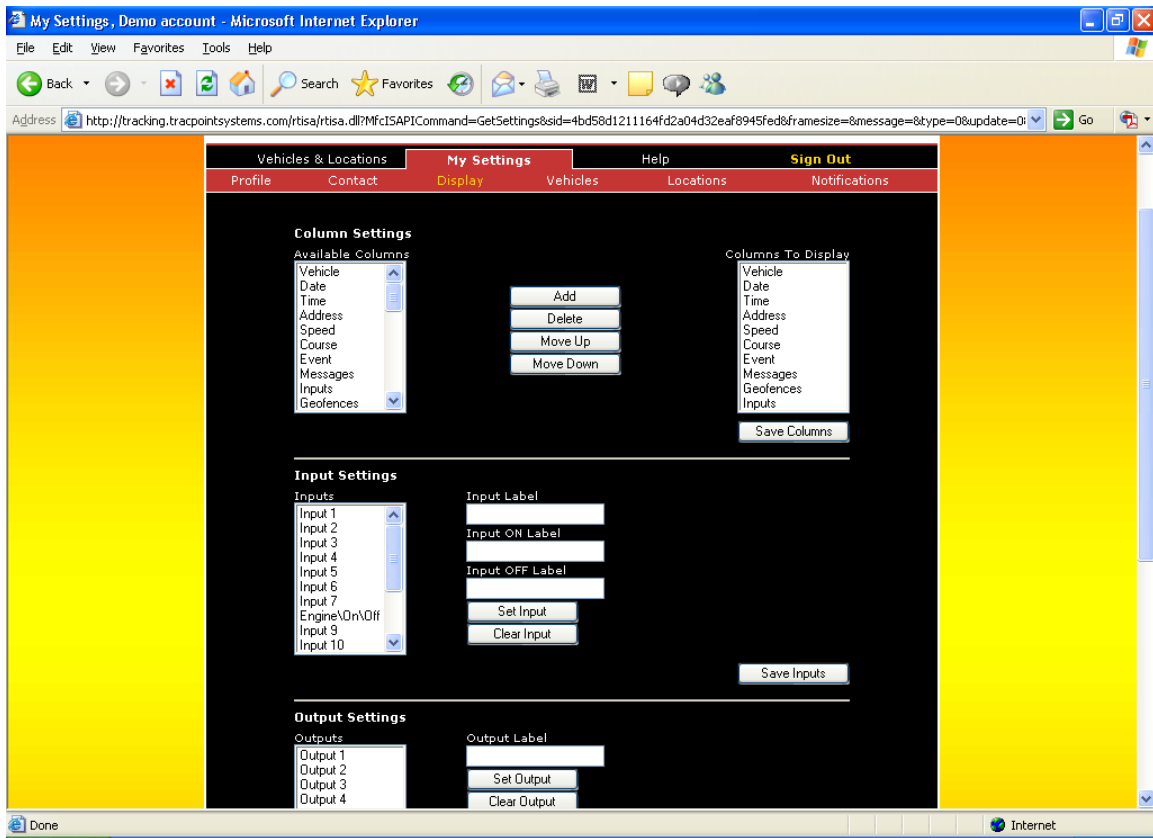 My Settings, Demo account - Microsoft Internet Explorer
File Edit View Favorites Tools Help
Back Search Favorites
Address http://tracking.tracpointsystems.com/rtisa/rtisa.dll?MfcISAPICommand=GetSettings&sid=4bd58d1211164fd2a04d32eaf8945fed&framesize=&message=&type=0&update=0: Go
Vehicles & Locations My Settings Help Sign Out
Profile Contact Display Vehicles Locations Notifications
Column Settings
Available Columns
Vehicle
Date
Time
Address
Speed
Course
Event
Messages
Inputs
Geofences
Add
Delete
Move Up
Move Down
Columns To Display
Vehicle
Date
Time
Address
Speed
Course
Event
Messages
Geofences
Inputs
Save Columns
Input Settings
Inputs
Input 1
Input 2
Input 3
Input 4
Input 5
Input 6
Input 7
Engine\On\Off
Input 9
Input 10
Input Label
Input ON Label
Input OFF Label
Set Input
Clear Input
Save Inputs
Output Settings
Outputs
Output 1
Output 2
Output 3
Output 4
Output Label
Set Output
Clear Output
Done Internet